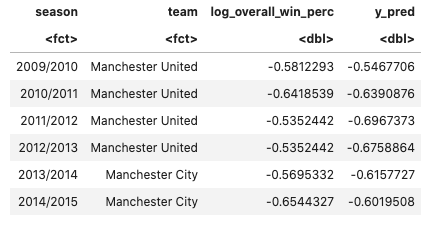 season team log_overall_win_perc y_pred
<fct> <fct> <dbl> <dbl>
2009/2010 Manchester United -0.5812293 -0.5467706
2010/2011 Manchester United -0.6418539 -0.6390876
2011/2012 Manchester United -0.5352442 -0.6967373
2012/2013 Manchester United -0.5352442 -0.6758864
2013/2014 Manchester City -0.5695332 -0.6157727
2014/2015 Manchester City -0.6544327 -0.6019508